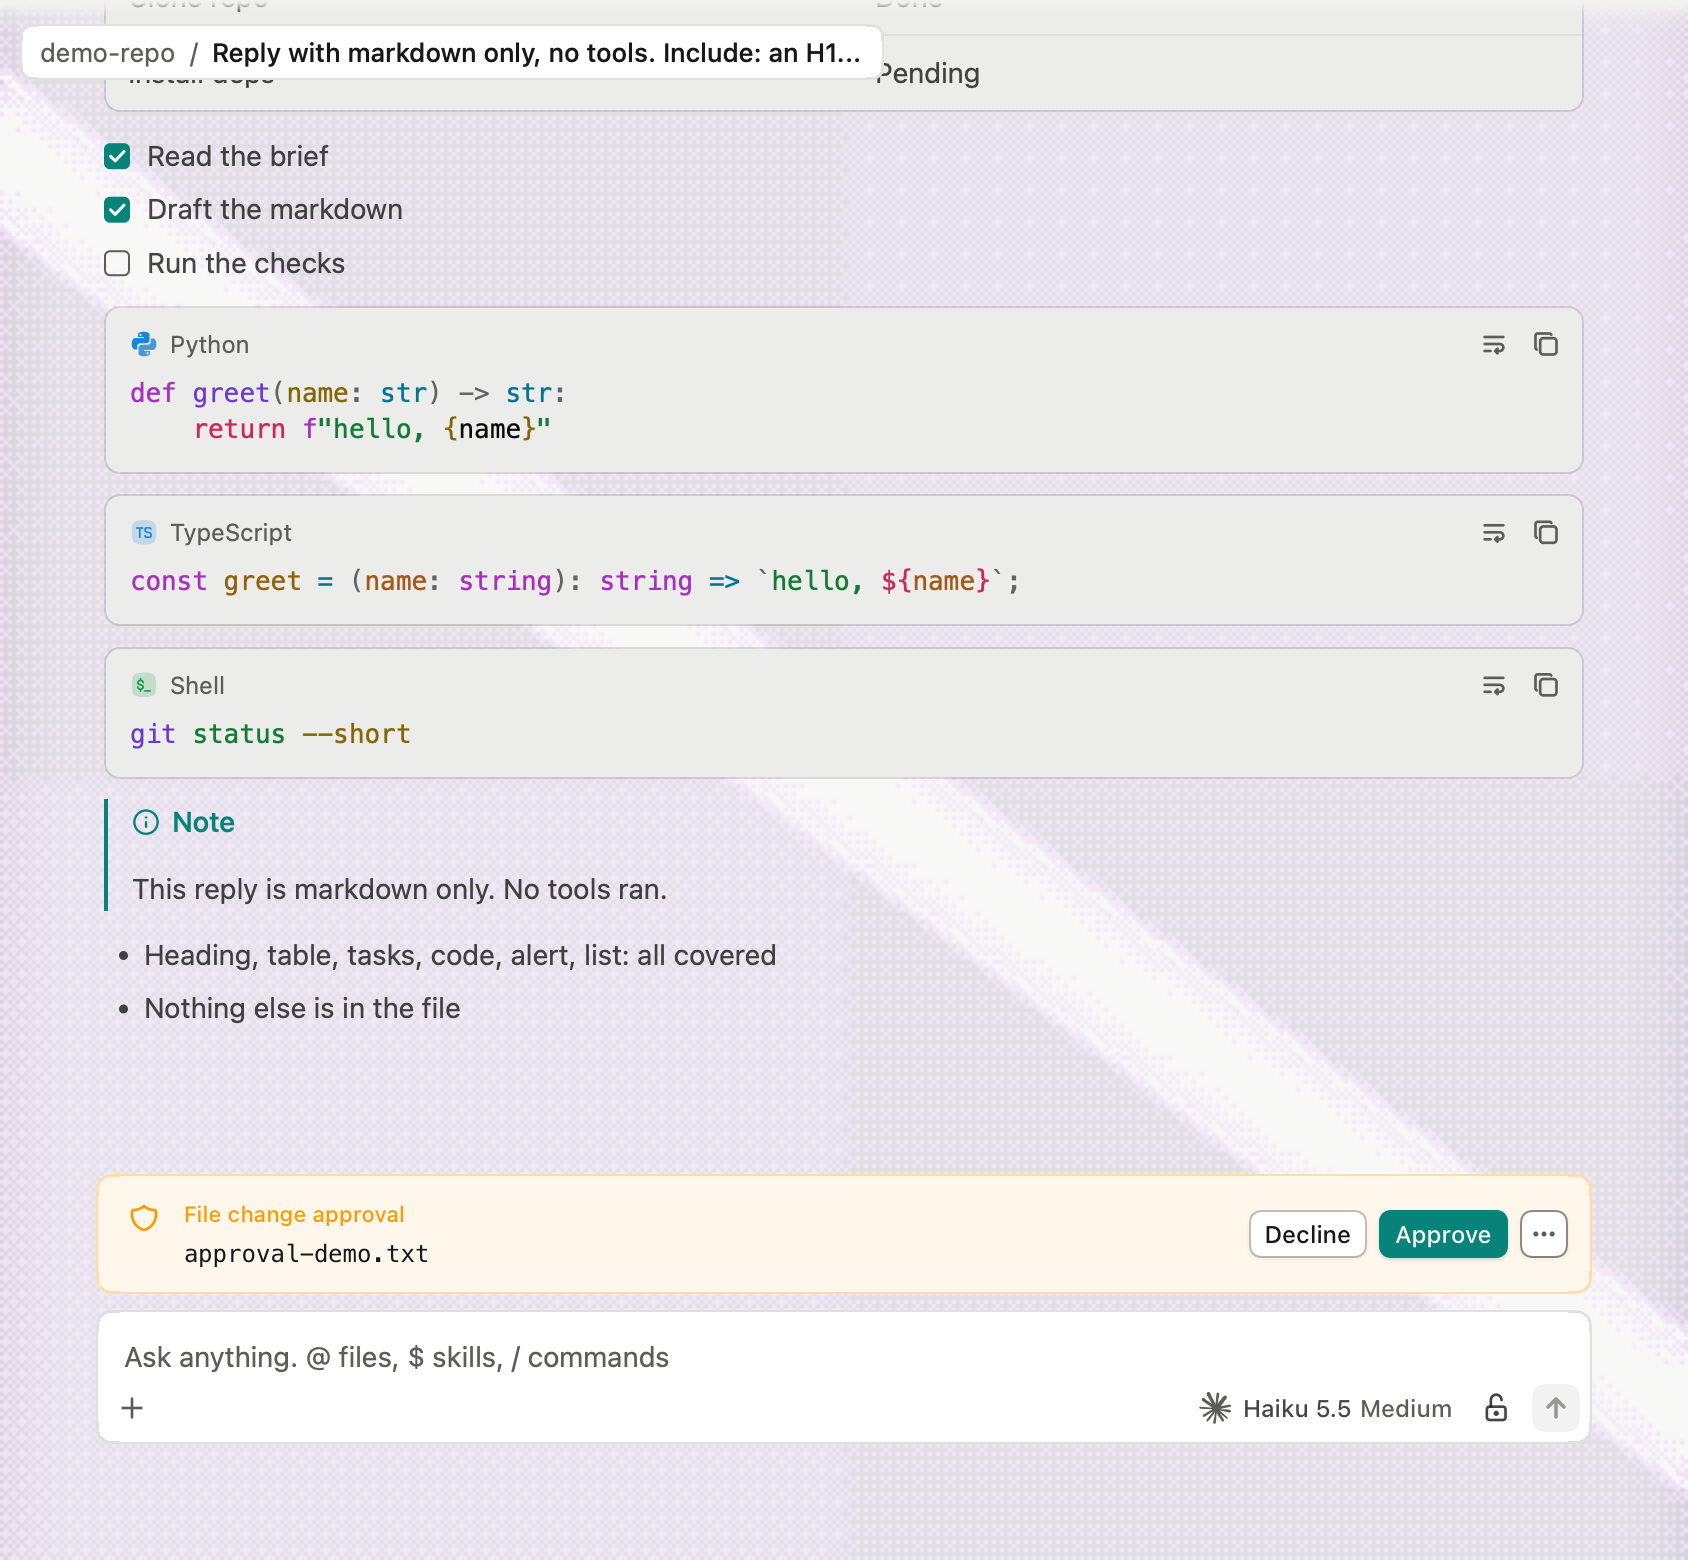 demo-repo / Reply with markdown only, no tools. Include: an H1...
Pending
Read the brief
Draft the markdown
Run the checks
Python
def greet(name: str) -> str:
    return f"hello, {name}"
TS TypeScript
const greet = (name: string): string => `hello, ${name}`;
$_ Shell
git status --short
Note
This reply is markdown only. No tools ran.
• Heading, table, tasks, code, alert, list: all covered
• Nothing else is in the file
File change approval
approval-demo.txt
Decline
Approve
Ask anything. @ files, $ skills, / commands
Haiku 5.5 Medium